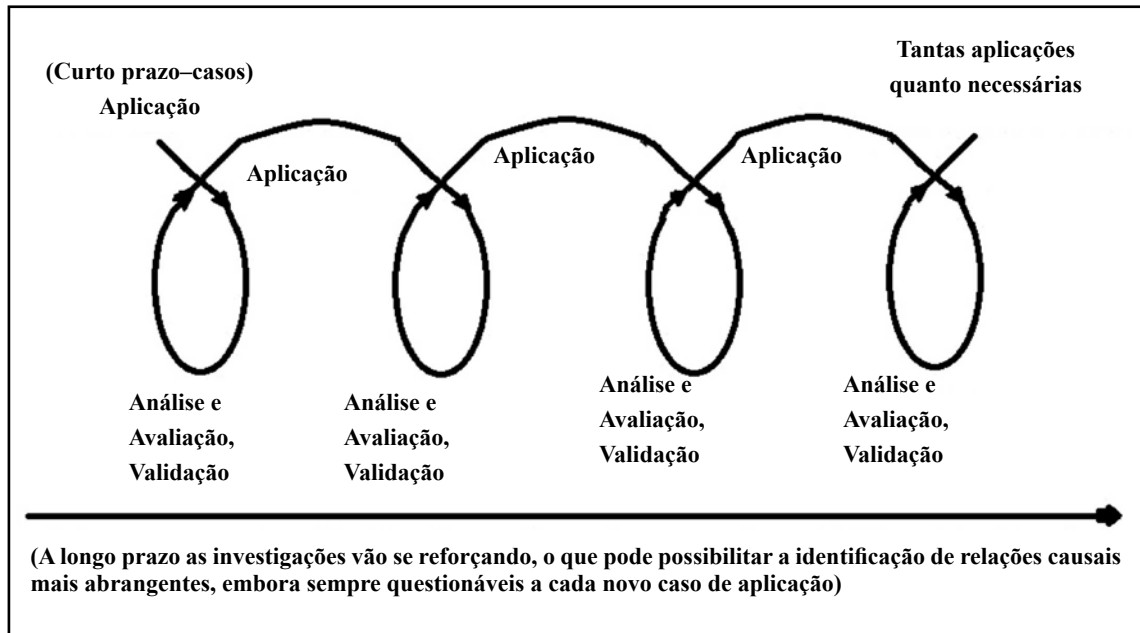 (Curto prazo–casos)
Aplicação
Tantas aplicações
quanto necessárias
Aplicação
Aplicação
Aplicação
Análise e
Avaliação,
Validação
Análise e
Avaliação,
Validação
Análise e
Avaliação,
Validação
Análise e
Avaliação,
Validação
(A longo prazo as investigações vão se reforçando, o que pode possibilitar a identificação de relações causais
mais abrangentes, embora sempre questionáveis a cada novo caso de aplicação)